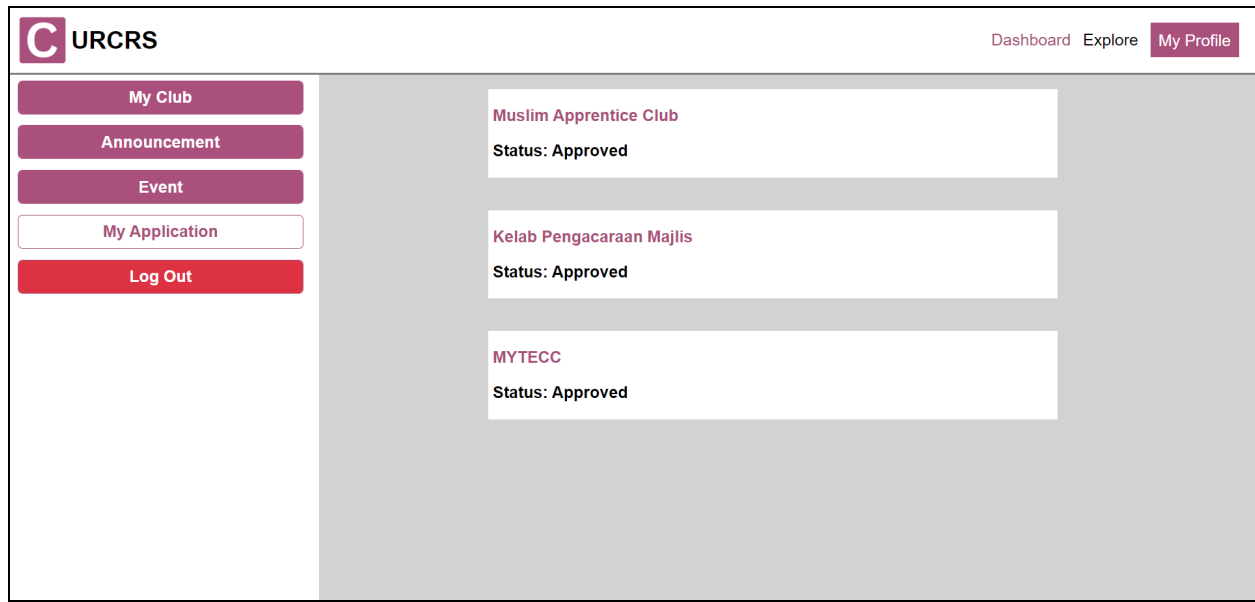 C URCRS
Dashboard Explore My Profile
My Club
Announcement
Event
My Application
Log Out
Muslim Apprentice Club
Status: Approved
Kelab Pengacaraan Majlis
Status: Approved
MYTECC
Status: Approved